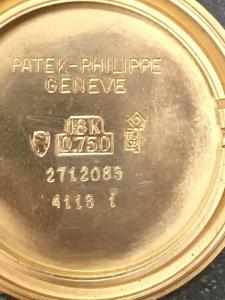 PATEK-PHILIPPE
GENEVE
18K
0.750
2712085
4115 1